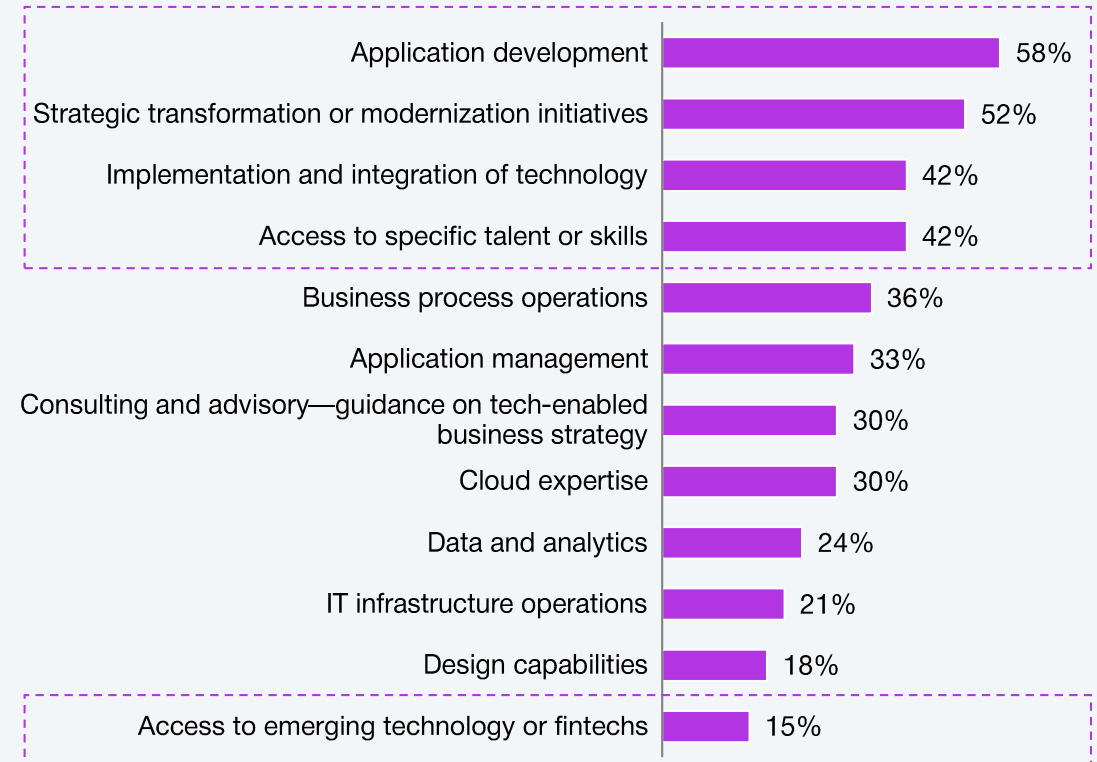 Application development 58%
Strategic transformation or modernization initiatives 52%
Implementation and integration of technology 42%
Access to specific talent or skills 42%
Business process operations 36%
Application management 33%
Consulting and advisory—guidance on tech-enabled
business strategy 30%
Cloud expertise 30%
Data and analytics 24%
IT infrastructure operations 21%
Design capabilities 18%
Access to emerging technology or fintechs 15%